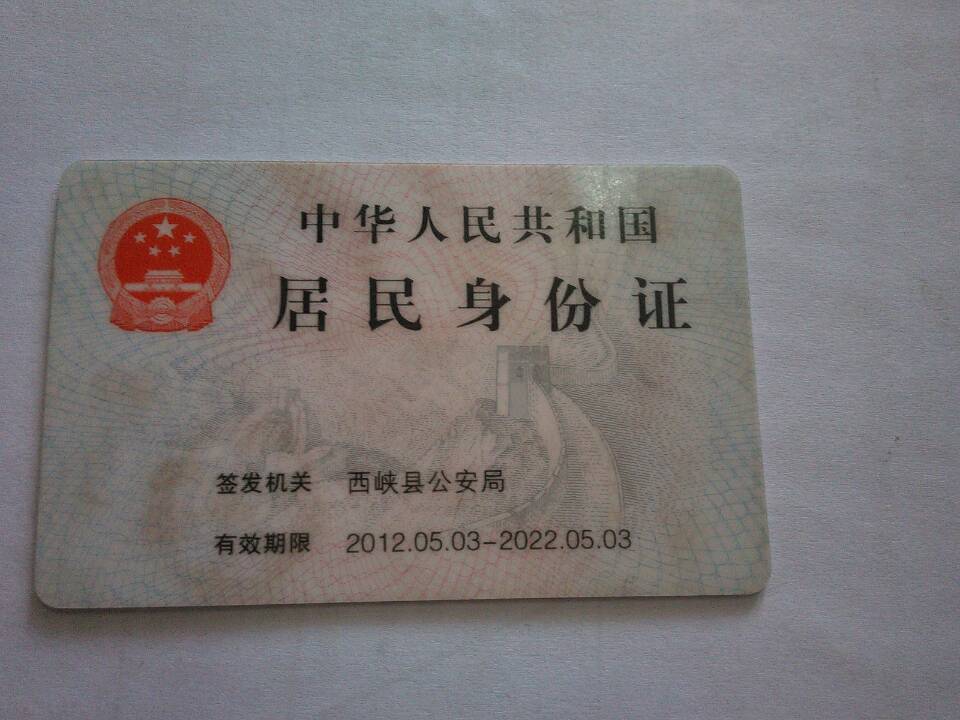 中华人民共和国
居民身份证
签发机关 西峡县公安局
有效期限 2012.05.03-2022.05.03